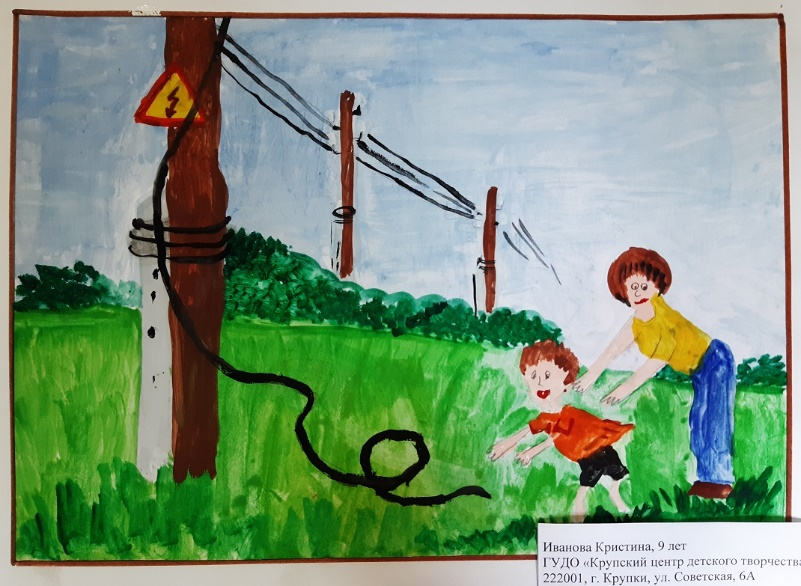 Иванова Кристина, 9 лет
ГУДО «Крупский центр детского творчества
222001, г. Крупки, ул. Советская, 6А